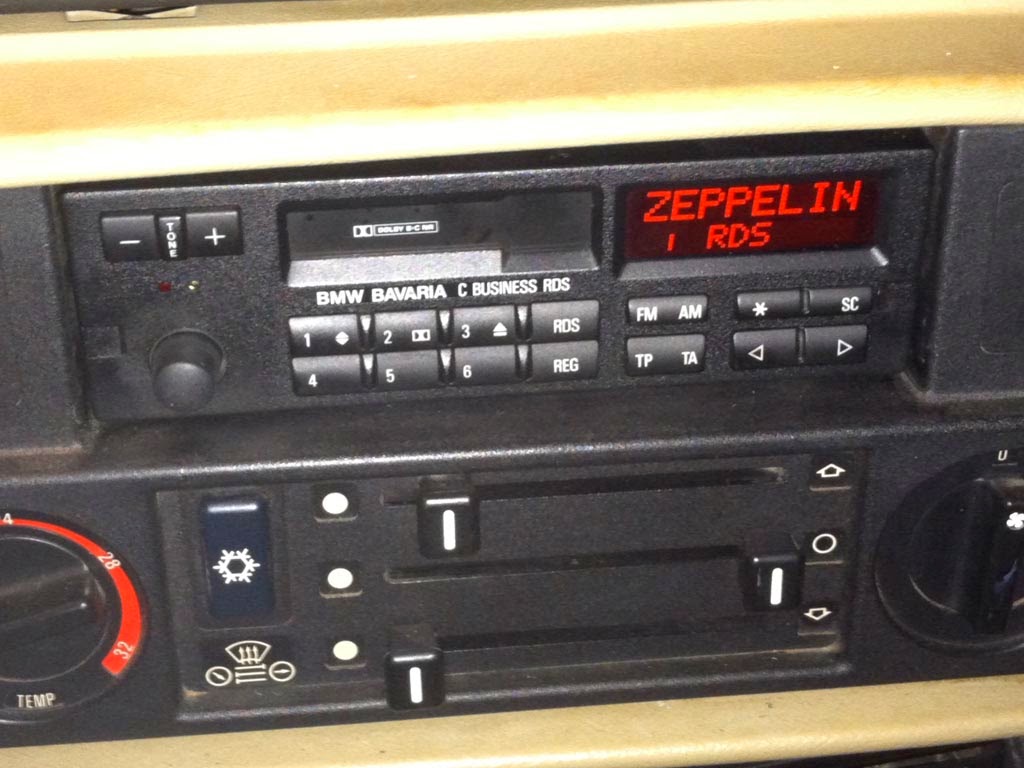 ZEPPELIN
1 RDS
− TONE +
DOLBY B-C NR
BMW BAVARIA C BUSINESS RDS
1 2 3 RDS
4 5 6 REG
FM AM
SC
TP TA
28
32
TEMP